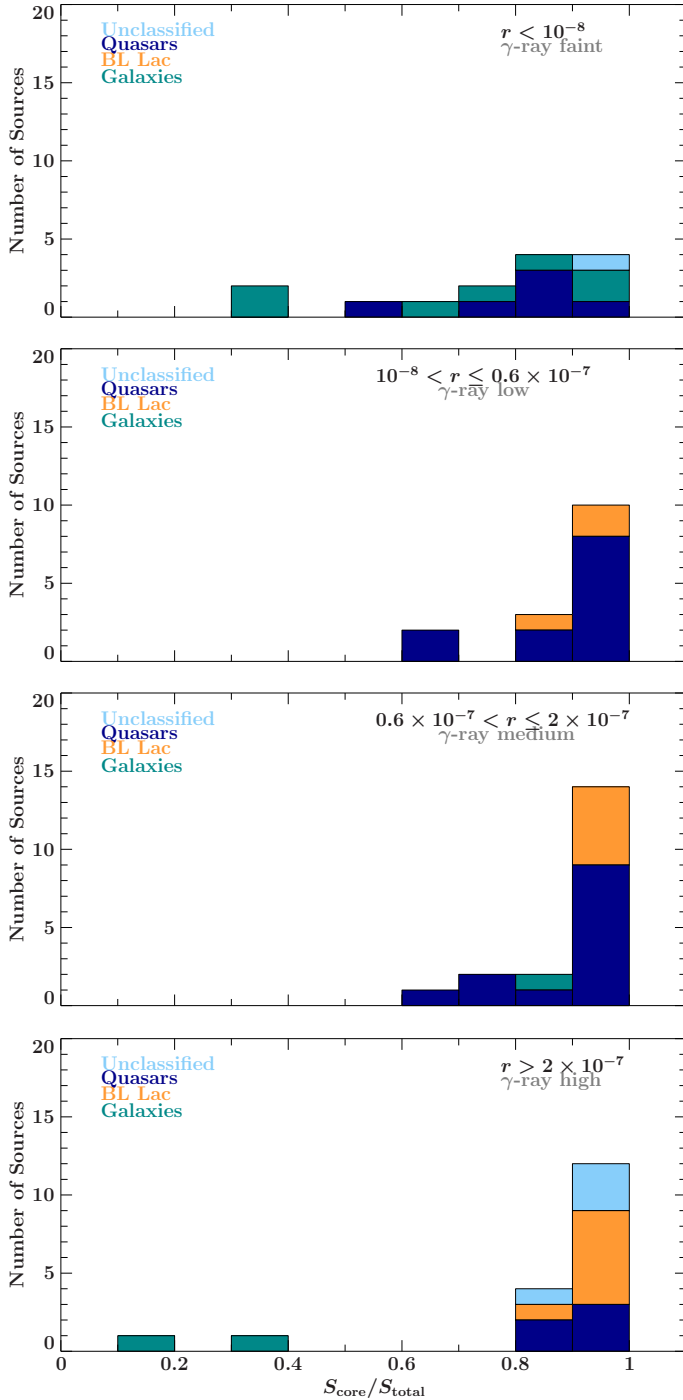 Unclassified
Quasars
BL Lac
Galaxies
r < 10⁻⁸
γ-ray faint
Number of Sources
20
15
10
5
0
Unclassified
Quasars
BL Lac
Galaxies
10⁻⁸ < r ≤ 0.6 × 10⁻⁷
γ-ray low
Number of Sources
20
15
10
5
0
Unclassified
Quasars
BL Lac
Galaxies
0.6 × 10⁻⁷ < r ≤ 2 × 10⁻⁷
γ-ray medium
Number of Sources
20
15
10
5
0
Unclassified
Quasars
BL Lac
Galaxies
r > 2 × 10⁻⁷
γ-ray high
Number of Sources
20
15
10
5
0
0 0.2 0.4 0.6 0.8 1
S_core/S_total